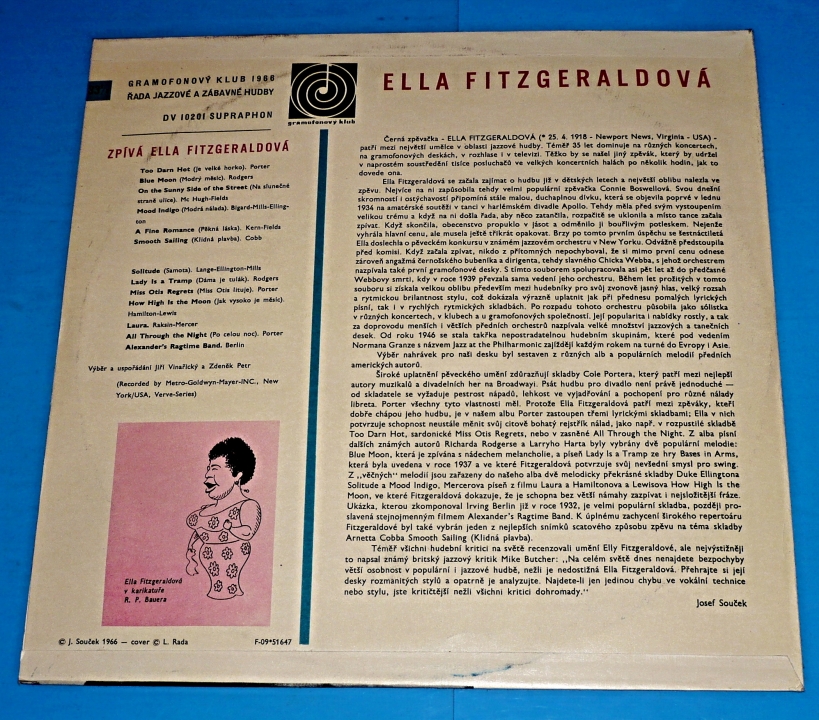 GRAMOFONOVÝ KLUB 1966
ŘADA JAZZOVÉ A ZÁBAVNÉ HUDBY
DV 10201 SUPRAPHON
gramofonový klub
ELLA FITZGERALDOVÁ
ZPÍVÁ ELLA FITZGERALDOVÁ
Too Darn Hot (Je velké horko). Porter
Blue Moon (Modrý měsíc). Rodgers
On the Sunny Side of the Street (Na slunečné
straně ulice). Mc Hugh-Fields
Mood Indigo (Modrá nálada). Bigard-Mills-Elling-
ton
A Fine Romance (Pěkná láska). Kern-Fields
Smooth Sailing (Klidná plavba). Cobb
Solitude (Samota). Lange-Ellington-Mills
Lady Is a Tramp (Dáma je tulák). Rodgers
Miss Otis Regrets (Miss Otis lituje). Porter
How High Is the Moon (Jak vysoko je měsíc).
Hamilton-Lewis
Laura. Raksin-Mercer
All Through the Night (Po celou noc). Porter
Alexander's Ragtime Band. Berlin
Výběr a uspořádání Jiří Vinařický a Zdeněk Petr
(Recorded by Metro-Goldwyn-Mayer-INC., New
York/USA, Verve-Series)
Ella Fitzgeraldová
v karikatuře
R. P. Bauera
© J. Souček 1966 — cover © L. Rada
F-09*51647
Černá zpěvačka - ELLA FITZGERALDOVÁ (* 25. 4. 1918 - Newport News, Virginia - USA) -
patří mezi největší umělce v oblasti jazzové hudby. Téměř 35 let dominuje na různých koncertech,
na gramofonových deskách, v rozhlase i v televizi. Těžko by se našel jiný zpěvák, který by udržel
v naprostém soustředění tisíce posluchačů ve velkých koncertních halách po několik hodin, jak to
dovede ona.
Ella Fitzgeraldová se začala zajímat o hudbu již v dětských letech a největší oblibu nalezla ve
zpěvu. Nejvíce na ni zapůsobila tehdy velmi populární zpěvačka Connie Boswellová. Svou dnešní
skromností i ostýchavostí připomíná stále malou, duchaplnou dívku, která se objevila poprvé v lednu
1934 na amatérské soutěži v tanci v harlémském divadle Apollo. Tehdy měla před svým vystoupením
velikou trému a když na ni došla řada, aby něco zatančila, rozpačitě se uklonila a místo tance začala
zpívat. Když skončila, obecenstvo propuklo v jásot a odměnilo ji bouřlivým potleskem. Nejenže
vyhrála hlavní cenu, ale musela ještě třikrát opakovat. Brzy po tomto prvním úspěchu se šestnáctiletá
Ella doslechla o pěveckém konkursu v známém jazzovém orchestru v New Yorku. Odvážně předstoupila
před komisi. Když začala zpívat, nikdo z přítomných nepochyboval, že si mimo první cenu odnese
zároveň angažmá černošského bubeníka a dirigenta, tehdy slavného Chicka Webba, s jehož orchestrem
nazpívala také první gramofonové desky. S tímto souborem spolupracovala asi pět let až do předčasné
Webbovy smrti, kdy v roce 1939 převzala sama vedení jeho orchestru. Během let prožitých v tomto
souboru si získala velkou oblibu především mezi hudebníky pro svůj zvonově jasný hlas, velký rozsah
a rytmickou brilantnost stylu, což dokázala výrazně uplatnit jak při přednesu pomalých lyrických
písní, tak i v rychlých rytmických skladbách. Po rozpadu tohoto orchestru působila jako sólistka
v různých koncertech, v klubech a u gramofonových společností. Její popularita i nabídky rostly, a tak
za doprovodu menších i větších předních orchestrů nazpívala velké množství jazzových a tanečních
desek. Od roku 1946 se stala takřka nepostradatelnou hudebním skupinám, které pod vedením
Normana Granze s názvem Jazz at the Philharmonic zajíždějí každým rokem na turné do Evropy i Asie.
Výběr nahrávek pro naši desku byl sestaven z různých alb a populárních melodií předních
amerických autorů.
Široké uplatnění pěveckého umění zdůrazňují skladby Cole Portera, který patří mezi nejlepší
autory muzikálů a divadelních her na Broadwayi. Psát hudbu pro divadlo není právě jednoduché —
od skladatele se vyžaduje pestrost nápadů, lehkost ve vyjadřování a pochopení pro různé nálady
libreta. Porter všechny tyto vlastnosti měl. Protože Ella Fitzgeraldová patří mezi zpěváky, kteří
dobře chápou jeho hudbu, je v našem albu Porter zastoupen třemi lyrickými skladbami; Ella v nich
potvrzuje schopnost neustále měnit svůj citově bohatý rejstřík nálad, jako např. v rozpustilé skladbě
Too Darn Hot, sardonické Miss Otis Regrets, nebo v zasněné All Through the Night. Z alba písní
dalších známých autorů Richarda Rodgerse a Larryho Harta byly vybrány dvě populární melodie:
Blue Moon, která je zpívána s nádechem melancholie, a píseň Lady Is a Tramp ze hry Bases in Arms,
která byla uvedena v roce 1937 a ve které Fitzgeraldová potvrzuje svůj nevšední smysl pro swing.
Z „věčných" melodií jsou zařazeny do našeho alba dvě melodicky překrásné skladby Duke Ellingtona
Solitude a Mood Indigo, Mercerova píseň z filmu Laura a Hamiltonova a Lewisova How High Is the
Moon, ve které Fitzgeraldová dokazuje, že je schopna bez větší námahy zazpívat i nejsložitější fráze.
Ukázka, kterou zkomponoval Irving Berlin již v roce 1932, je velmi populární skladba, později pro-
slavená stejnojmenným filmem Alexander's Ragtime Band. K úplnému zachycení širokého repertoáru
Fitzgeraldové byl také vybrán jeden z nejlepších snímků scatového způsobu zpěvu na téma skladby
Arnetta Cobba Smooth Sailing (Klidná plavba).
Téměř všichni hudební kritici na světě recenzovali umění Elly Fitzgeraldové, ale nejvýstižněji
to napsal známý britský jazzový kritik Mike Butcher: „Na celém světě dnes nenajdete bezpochyby
větší osobnost v populární i jazzové hudbě, nežli je nedostižná Ella Fitzgeraldová. Přehrajte si její
desky rozmanitých stylů a opatrně je analyzujte. Najdete-li jen jedinou chybu ve vokální technice
nebo stylu, jste kritičtější nežli všichni kritici dohromady."
Josef Souček